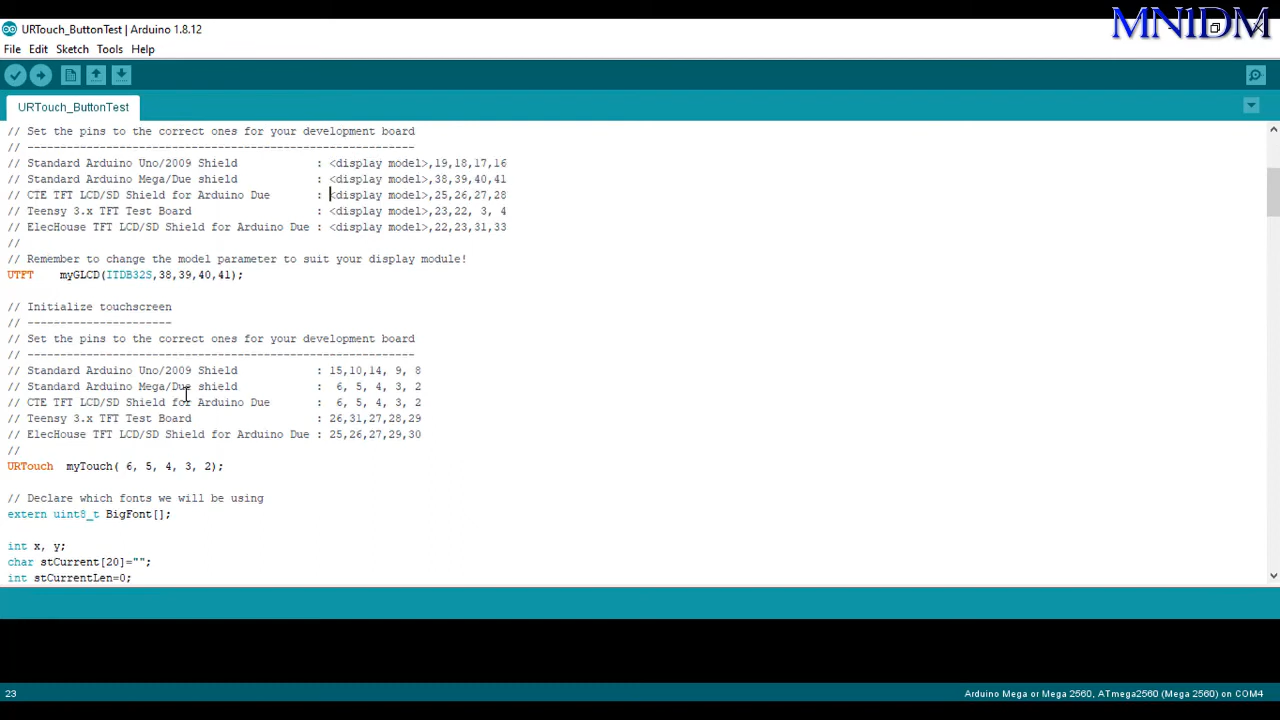 MNIDM
URTouch_ButtonTest | Arduino 1.8.12
File Edit Sketch Tools Help
URTouch_ButtonTest
// Set the pins to the correct ones for your development board
// -----------------------------------------------------------
// Standard Arduino Uno/2009 Shield            : <display model>,19,18,17,16
// Standard Arduino Mega/Due shield            : <display model>,38,39,40,41
// CTE TFT LCD/SD Shield for Arduino Due       : <display model>,25,26,27,28
// Teensy 3.x TFT Test Board                   : <display model>,23,22, 3, 4
// ElecHouse TFT LCD/SD Shield for Arduino Due : <display model>,22,23,31,33
//
// Remember to change the model parameter to suit your display module!
UTFT    myGLCD(ITDB32S,38,39,40,41);
// Initialize touchscreen
// ----------------------
// Set the pins to the correct ones for your development board
// -----------------------------------------------------------
// Standard Arduino Uno/2009 Shield            : 15,10,14, 9, 8
// Standard Arduino Mega/Due shield            :  6, 5, 4, 3, 2
// CTE TFT LCD/SD Shield for Arduino Due       :  6, 5, 4, 3, 2
// Teensy 3.x TFT Test Board                   : 26,31,27,28,29
// ElecHouse TFT LCD/SD Shield for Arduino Due : 25,26,27,29,30
//
URTouch  myTouch( 6, 5, 4, 3, 2);
// Declare which fonts we will be using
extern uint8_t BigFont[];
int x, y;
char stCurrent[20]="";
int stCurrentLen=0;
23
Arduino Mega or Mega 2560, ATmega2560 (Mega 2560) on COM4